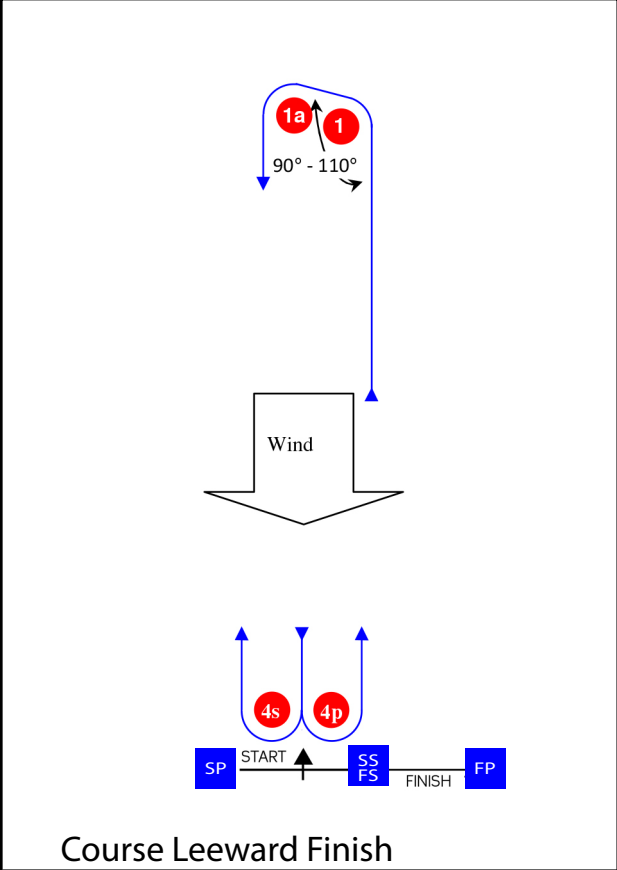 1a
1
90° - 110°
Wind
4s
4p
SP
START
SS
FS
FINISH
FP
Course Leeward Finish